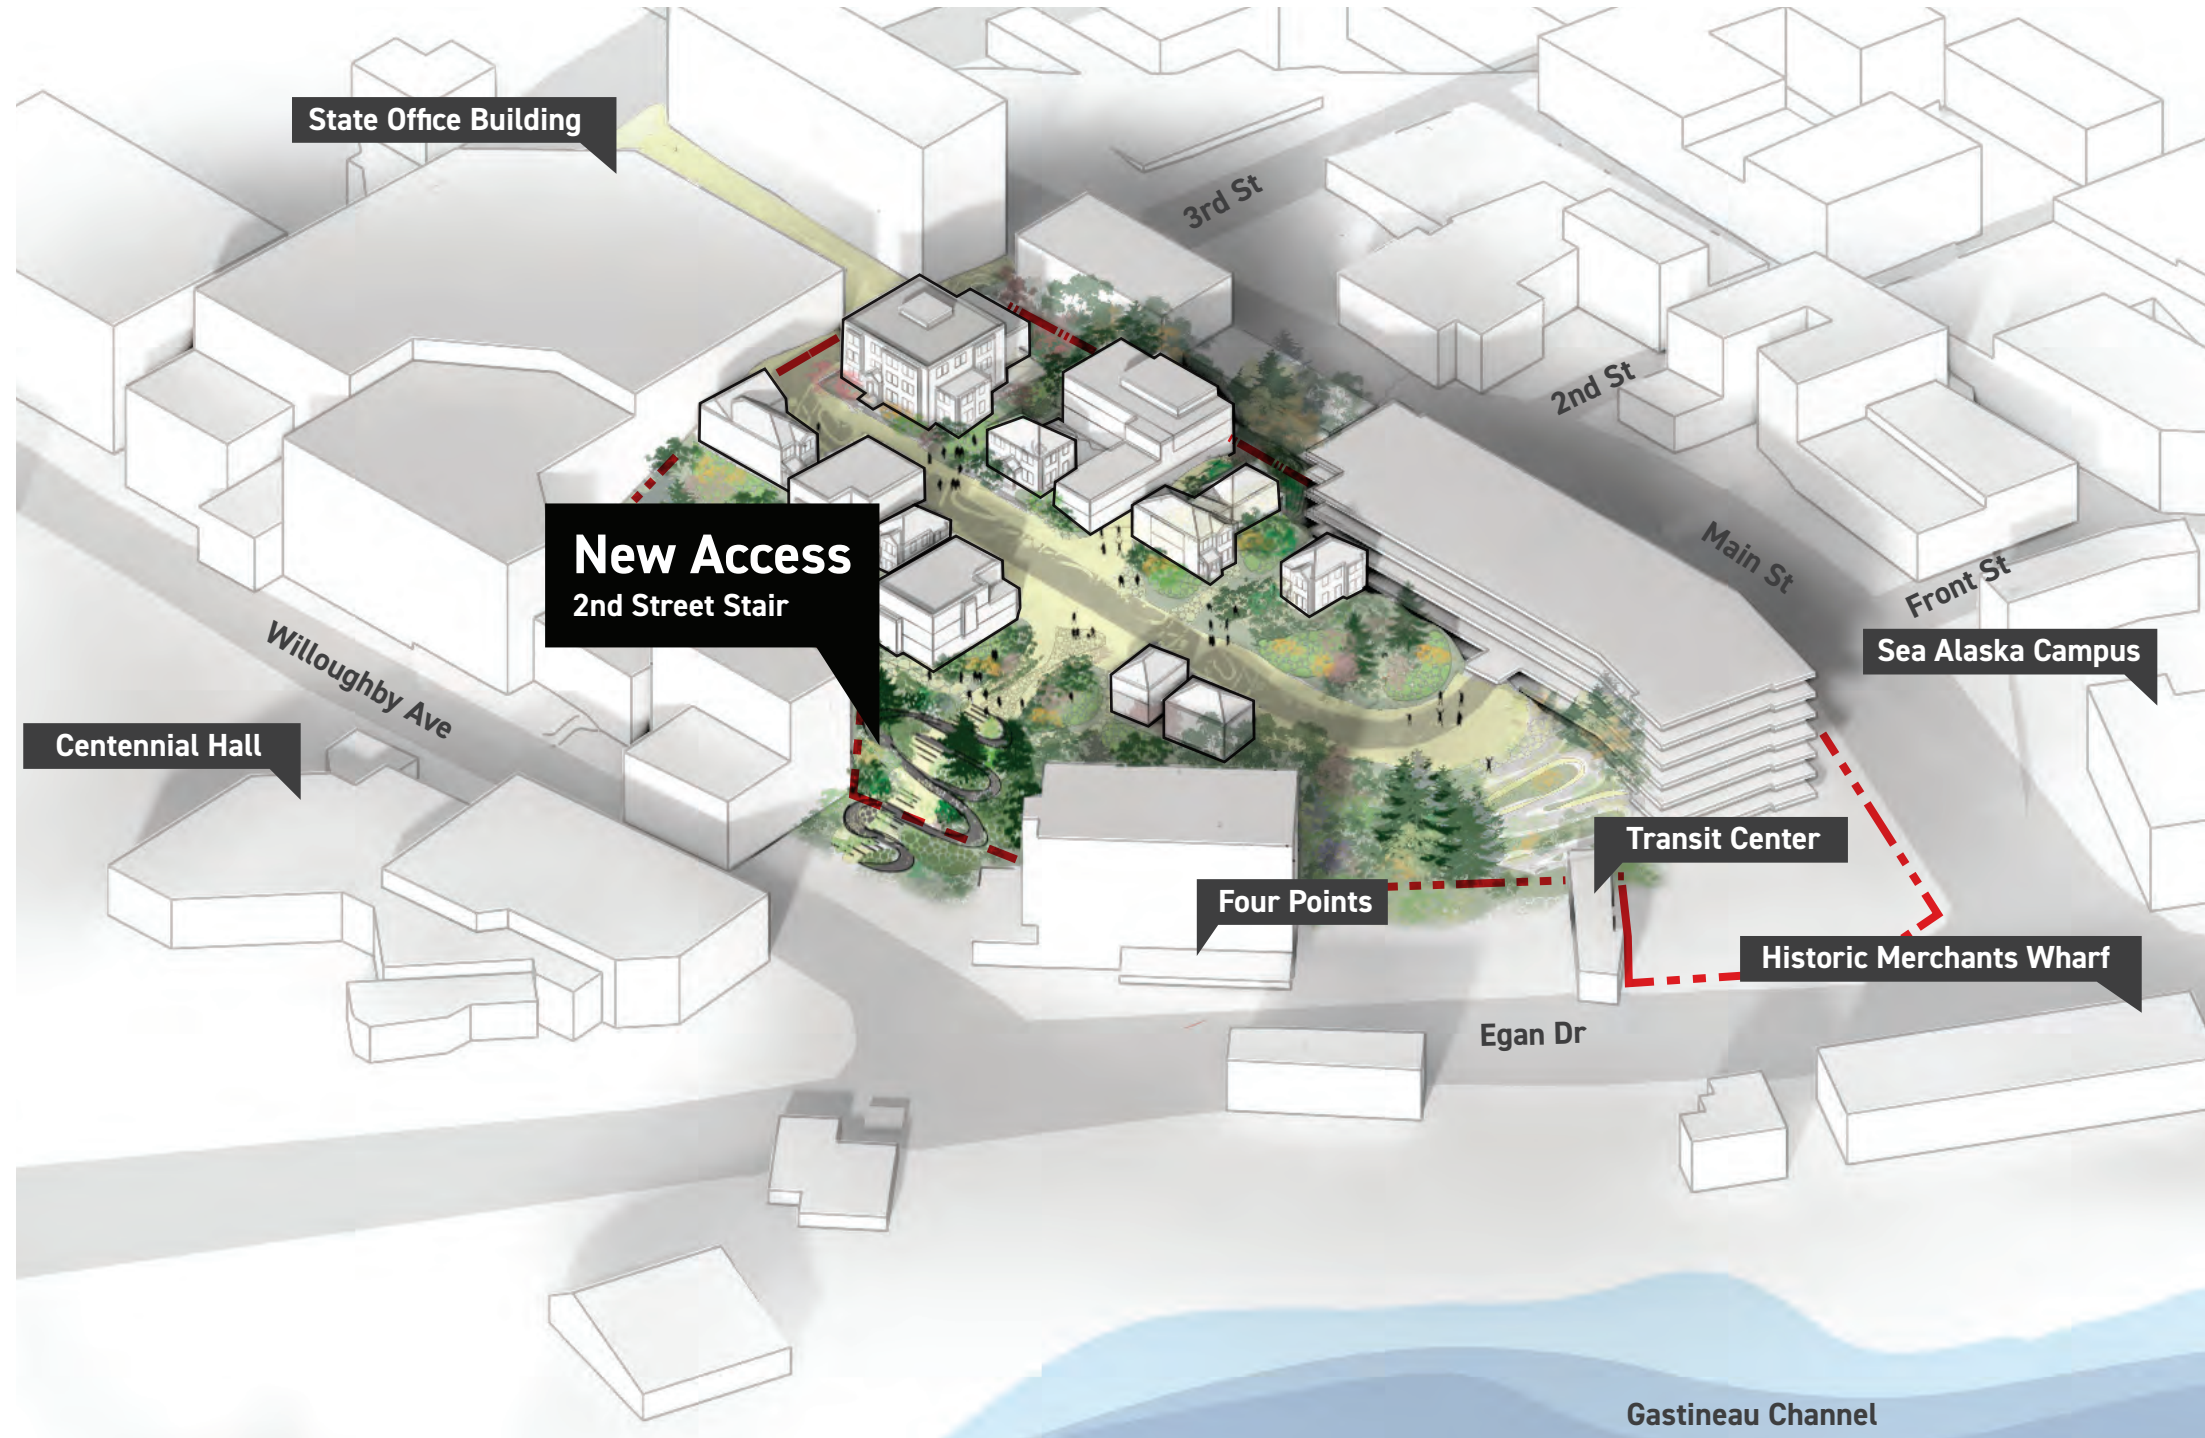 State Office Building
3rd St
2nd St
New Access
2nd Street Stair
Main St
Front St
Willoughby Ave
Sea Alaska Campus
Centennial Hall
Transit Center
Four Points
Historic Merchants Wharf
Egan Dr
Gastineau Channel